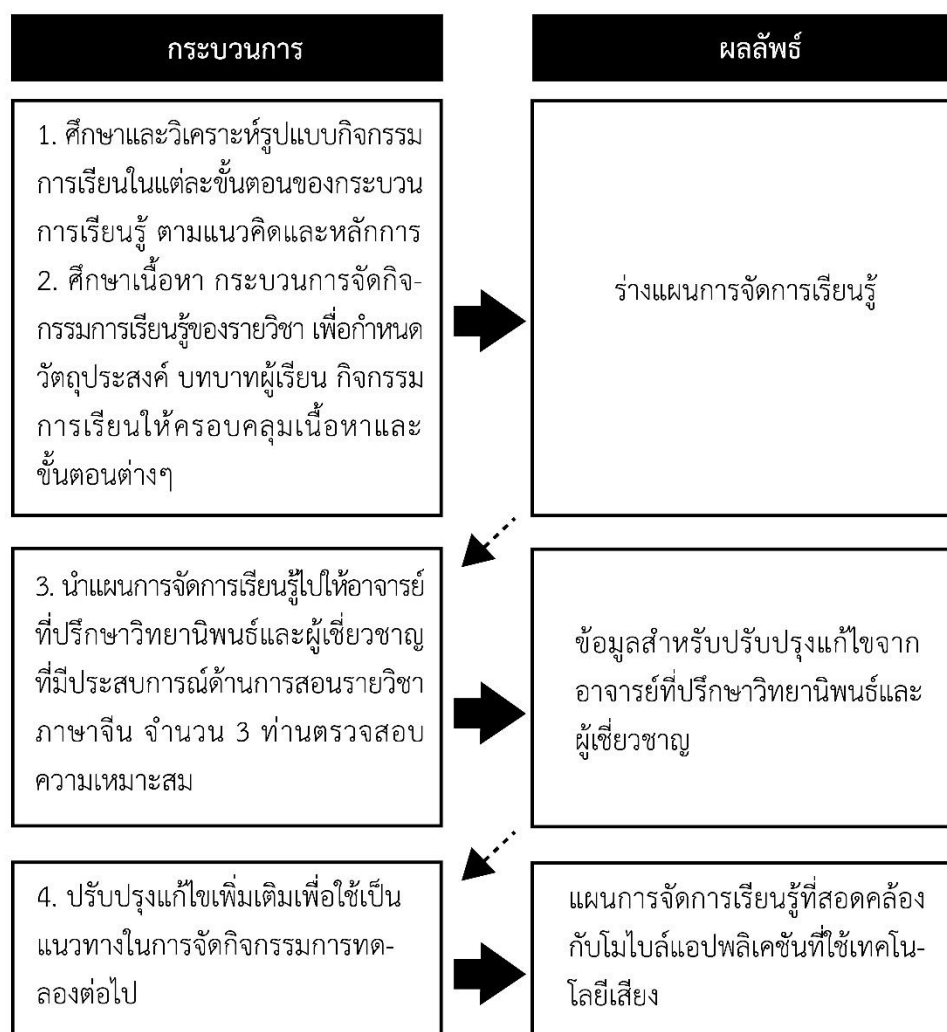 กระบวนการ
ผลลัพธ์
1. ศึกษาและวิเคราะห์รูปแบบกิจกรรม
การเรียนในแต่ละขั้นตอนของกระบวน
การเรียนรู้ ตามแนวคิดและหลักการ
2. ศึกษาเนื้อหา กระบวนการจัดกิจ-
กรรมการเรียนรู้ของรายวิชา เพื่อกำหนด
วัตถุประสงค์ บทบาทผู้เรียน กิจกรรม
การเรียนให้ครอบคลุมเนื้อหาและ
ขั้นตอนต่างๆ
ร่างแผนการจัดการเรียนรู้
3. นำแผนการจัดการเรียนรู้ไปให้อาจารย์
ที่ปรึกษาวิทยานิพนธ์และผู้เชี่ยวชาญ
ที่มีประสบการณ์ด้านการสอนรายวิชา
ภาษาจีน จำนวน 3 ท่านตรวจสอบ
ความเหมาะสม
ข้อมูลสำหรับปรับปรุงแก้ไขจาก
อาจารย์ที่ปรึกษาวิทยานิพนธ์และ
ผู้เชี่ยวชาญ
4. ปรับปรุงแก้ไขเพิ่มเติมเพื่อใช้เป็น
แนวทางในการจัดกิจกรรมการทด-
ลองต่อไป
แผนการจัดการเรียนรู้ที่สอดคล้อง
กับโมไบล์แอปพลิเคชันที่ใช้เทคโน-
โลยีเสียง